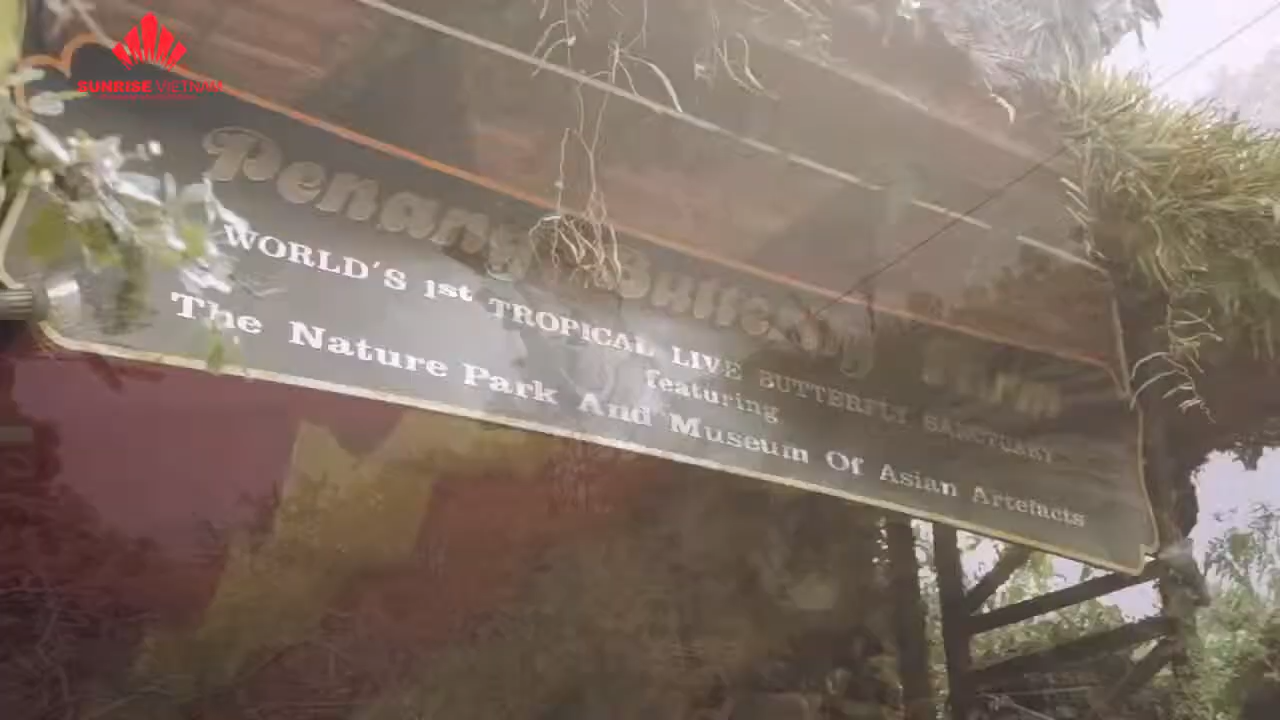 SUNRISE VIETNAM
Penang Butterfly Farm
WORLD'S 1st TROPICAL LIVE BUTTERFLY SANCTUARY
featuring
The Nature Park And Museum Of Asian Artefacts